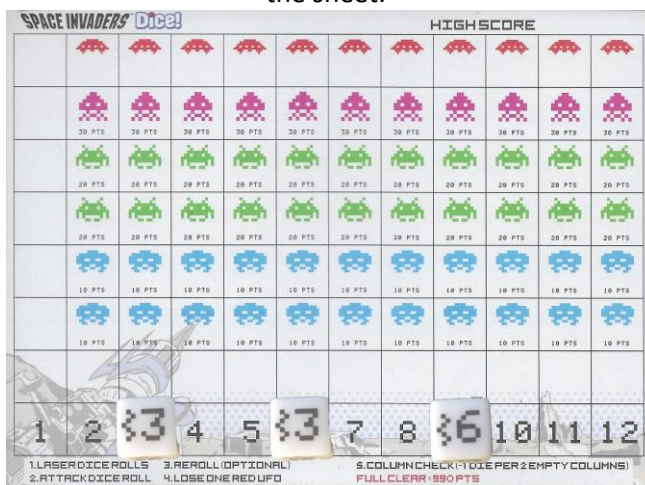 the sheet.
SPACE INVADERS Dice! HIGH SCORE
30 PTS 30 PTS 30 PTS 30 PTS 30 PTS 30 PTS 30 PTS 30 PTS 30 PTS 30 PTS 30 PTS
20 PTS 20 PTS 20 PTS 20 PTS 20 PTS 20 PTS 20 PTS 20 PTS 20 PTS 20 PTS 20 PTS
20 PTS 20 PTS 20 PTS 20 PTS 20 PTS 20 PTS 20 PTS 20 PTS 20 PTS 20 PTS 20 PTS
10 PTS 10 PTS 10 PTS 10 PTS 10 PTS 10 PTS 10 PTS 10 PTS 10 PTS 10 PTS 10 PTS
10 PTS 10 PTS 10 PTS 10 PTS 10 PTS 10 PTS 10 PTS 10 PTS 10 PTS 10 PTS 10 PTS
1 2 3 4 5 3 7 8 6 10 11 12
1.LASER DICE ROLLS 3.REROLL (OPTIONAL) 5.COLUMN CHECK (-1 DIE PER 2 EMPTY COLUMNS)
2.ATTACK DICE ROLL 4.LOSE ONE RED UFO FULL CLEAR=990 PTS